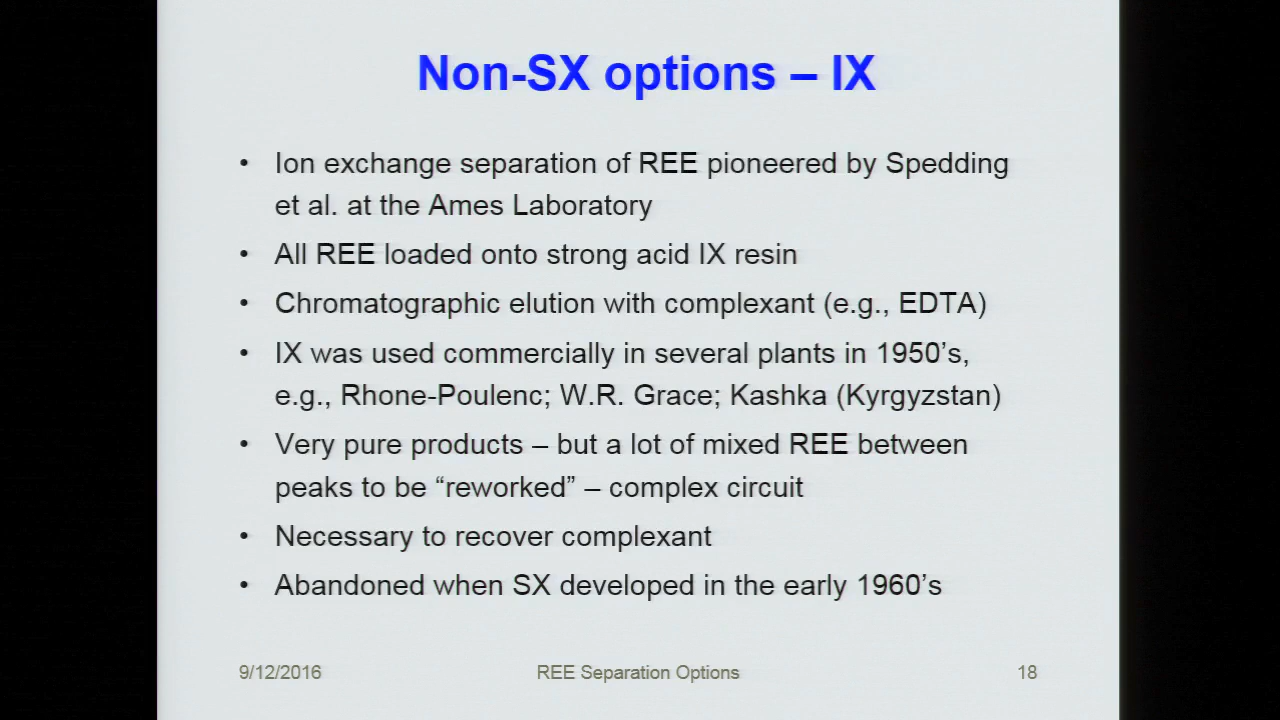 Non-SX options – IX
• Ion exchange separation of REE pioneered by Spedding
et al. at the Ames Laboratory
• All REE loaded onto strong acid IX resin
• Chromatographic elution with complexant (e.g., EDTA)
• IX was used commercially in several plants in 1950’s,
e.g., Rhone-Poulenc; W.R. Grace; Kashka (Kyrgyzstan)
• Very pure products – but a lot of mixed REE between
peaks to be “reworked” – complex circuit
• Necessary to recover complexant
• Abandoned when SX developed in the early 1960’s
9/12/2016 REE Separation Options 18